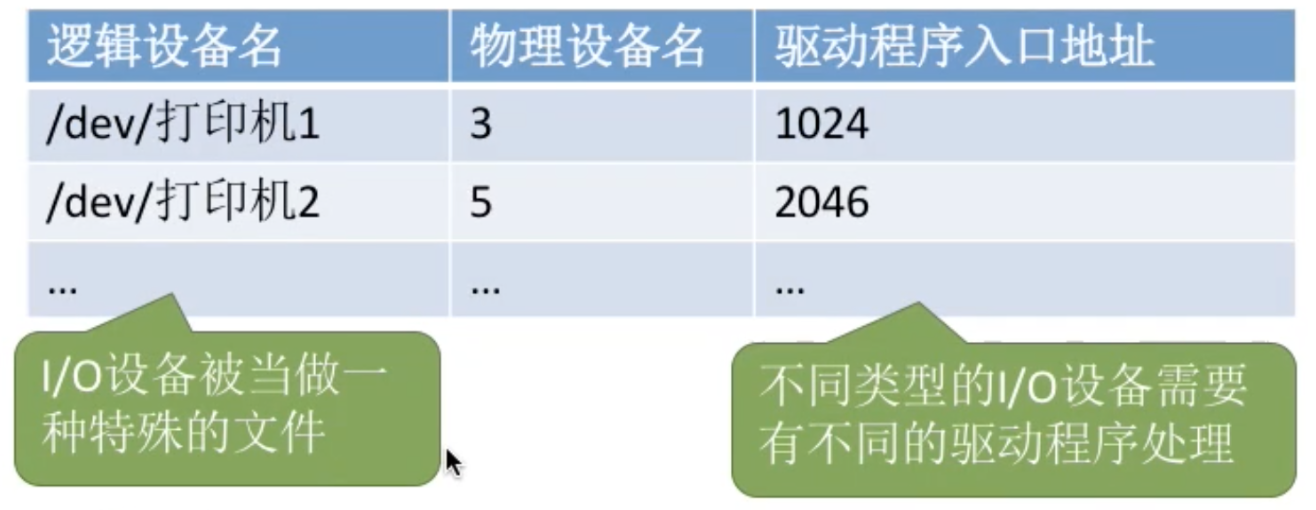 逻辑设备名 物理设备名 驱动程序入口地址
/dev/打印机1 3 1024
/dev/打印机2 5 2046
... ... ...
I/O设备被当做一
种特殊的文件
不同类型的I/O设备需要
有不同的驱动程序处理